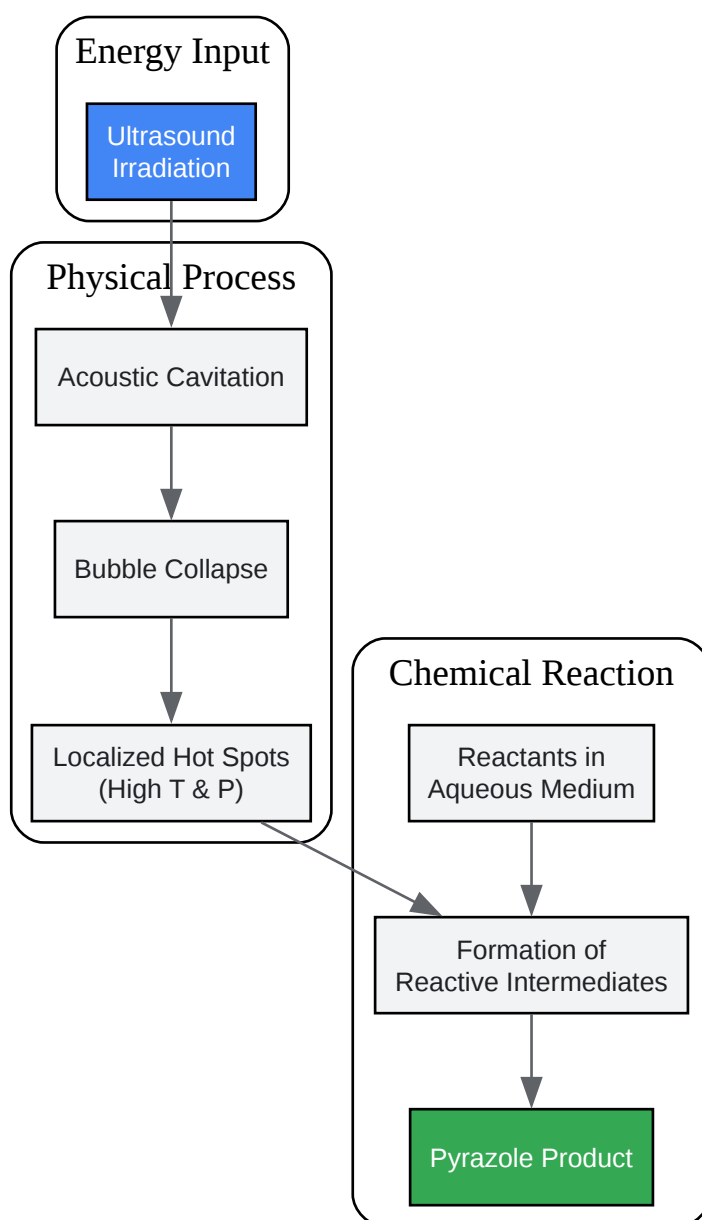 Energy Input
Ultrasound
Irradiation
Physical Process
Acoustic Cavitation
Bubble Collapse
Localized Hot Spots
(High T & P)
Chemical Reaction
Reactants in
Aqueous Medium
Formation of
Reactive Intermediates
Pyrazole Product